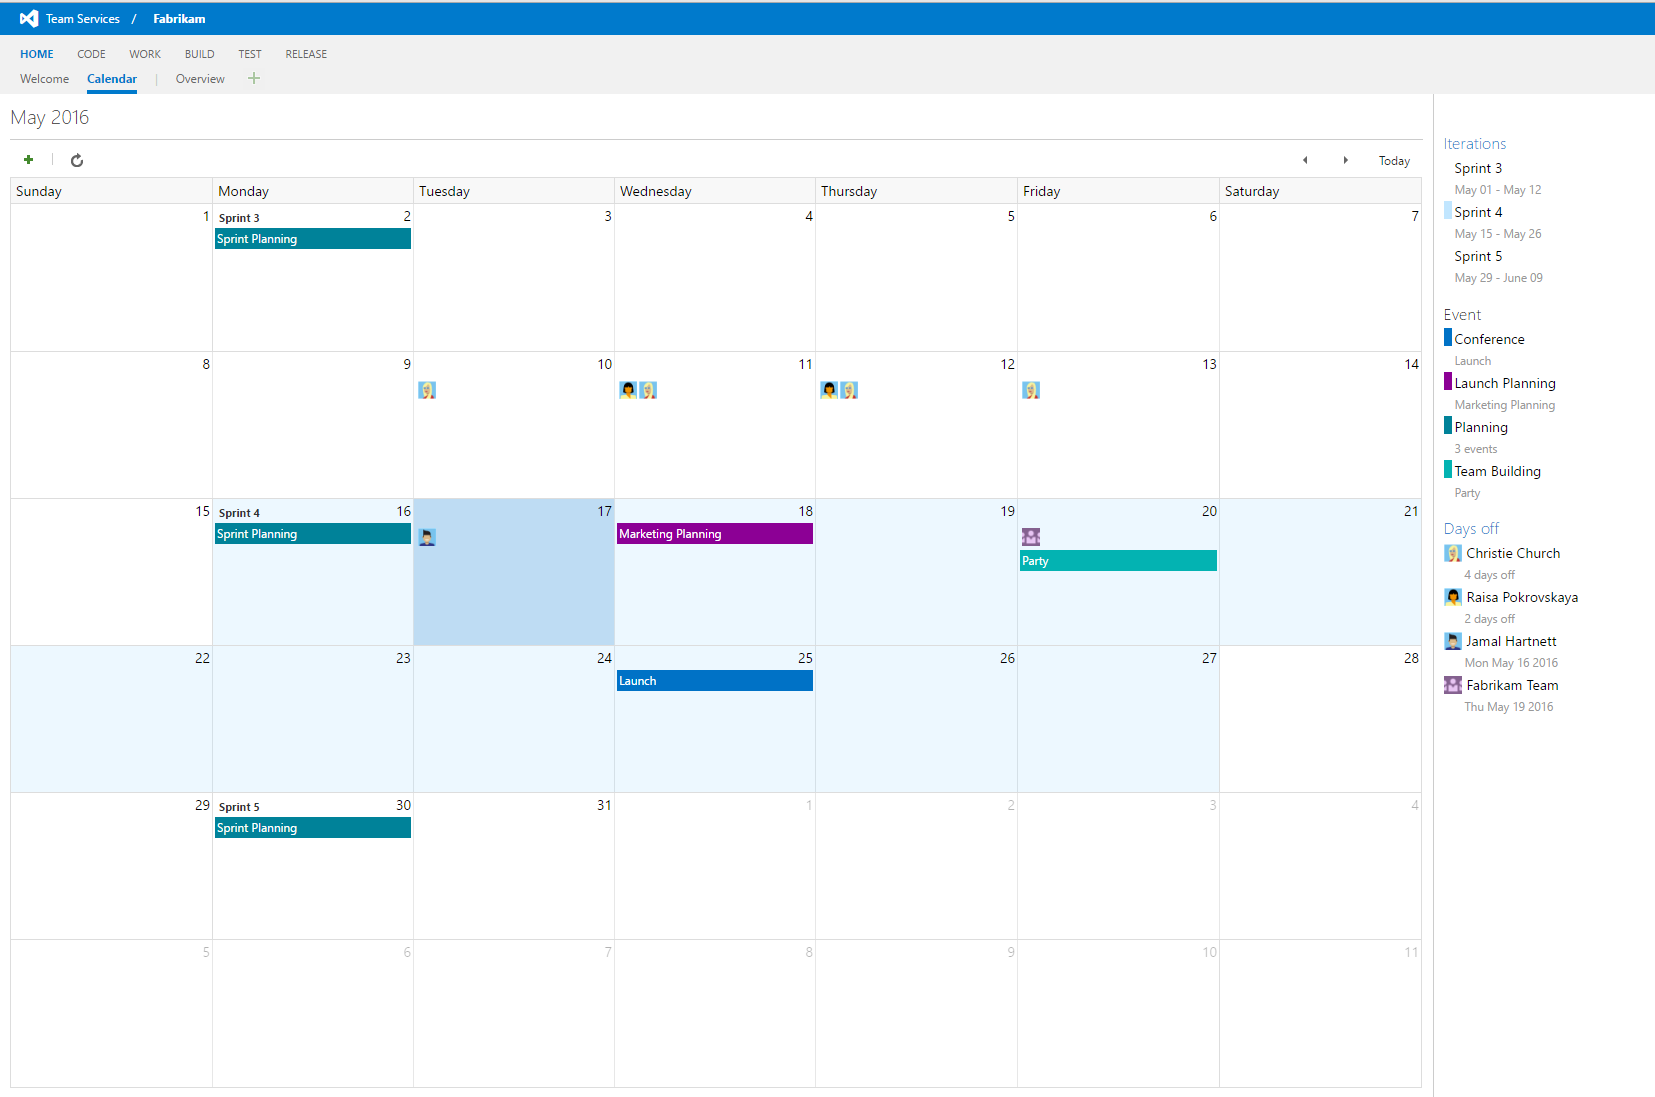 Team Services / Fabrikam
HOME CODE WORK BUILD TEST RELEASE
Welcome Calendar | Overview +
May 2016
Today
Sunday Monday Tuesday Wednesday Thursday Friday Saturday
1 Sprint 3 2 3 4 5 6 7
Sprint Planning
8 9 10 11 12 13 14
15 Sprint 4 16 17 18 19 20 21
Sprint Planning Marketing Planning
Party
22 23 24 25 26 27 28
Launch
29 Sprint 5 30 31 1 2 3 4
Sprint Planning
5 6 7 8 9 10 11
Iterations
Sprint 3
May 01 - May 12
Sprint 4
May 15 - May 26
Sprint 5
May 29 - June 09
Event
Conference
Launch
Launch Planning
Marketing Planning
Planning
3 events
Team Building
Party
Days off
Christie Church
4 days off
Raisa Pokrovskaya
2 days off
Jamal Hartnett
Mon May 16 2016
Fabrikam Team
Thu May 19 2016